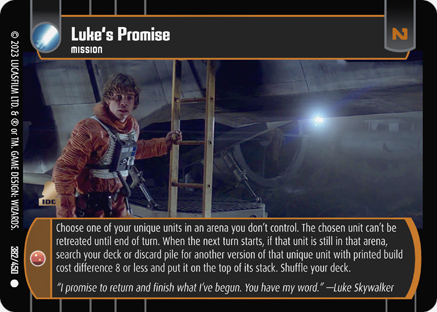 Luke's Promise
MISSION
N
© 2023 LUCASFILM LTD. & ® or TM. GAME DESIGN: WIZARDS.
382/450
10E
Choose one of your unique units in an arena you don't control. The chosen unit can't be
retreated until end of turn. When the next turn starts, if that unit is still in that arena,
search your deck or discard pile for another version of that unique unit with printed build
cost difference 8 or less and put it on the top of its stack. Shuffle your deck.
"I promise to return and finish what I've begun. You have my word." —Luke Skywalker